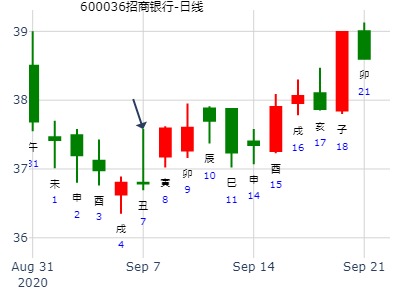 600036招商银行-日线
39
38
37
36
午
31
未
1
申
2
酉
3
戌
4
丑
7
寅
8
卯
9
辰
10
巳
11
申
14
酉
15
戌
16
亥
17
子
18
卯
21
Aug 31
2020
Sep 7
Sep 14
Sep 21